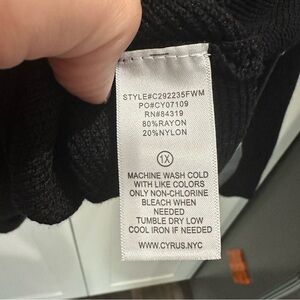 STYLE#C292235FWM
PO#CY07109
RN#84319
80%RAYON
20%NYLON
1X
MACHINE WASH COLD
WITH LIKE COLORS
ONLY NON-CHLORINE
BLEACH WHEN
NEEDED
TUMBLE DRY LOW
COOL IRON IF NEEDED
WWW.CYRUS.NYC